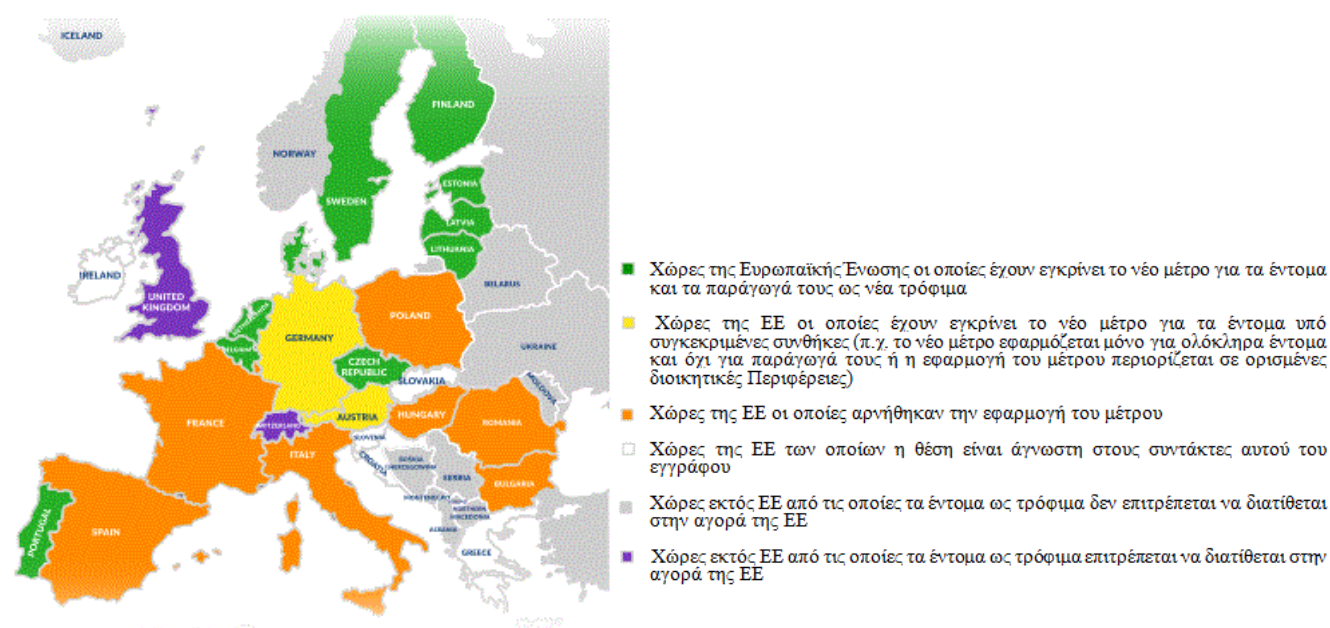 ICELAND
FINLAND
NORWAY
SWEDEN
ESTONIA
LATVIA
LITHUANIA
IRELAND
UNITED
KINGDOM
BELARUS
POLAND
GERMANY
BELGIUM
UKRAINE
CZECH
REPUBLIC
SLOVAKIA
MOLDOVA
AUSTRIA
HUNGARY
FRANCE
SWITZERLAND
ROMANIA
SLOVENIA
ITALY
CROATIA
BOSNIA
HERZEGOVINA
SERBIA
BULGARIA
MONTENEGRO
NORTHERN
MACEDONIA
ALBANIA
PORTUGAL
SPAIN
GREECE
Χώρες της Ευρωπαϊκής Ένωσης οι οποίες έχουν εγκρίνει το νέο μέτρο για τα έντομα
και τα παράγωγά τους ως νέα τρόφιμα
Χώρες της ΕΕ οι οποίες έχουν εγκρίνει το νέο μέτρο για τα έντομα υπό
συγκεκριμένες συνθήκες (π.χ. το νέο μέτρο εφαρμόζεται μόνο για ολόκληρα έντομα
και όχι για παράγωγά τους ή η εφαρμογή του μέτρου περιορίζεται σε ορισμένες
διοικητικές Περιφέρειες)
Χώρες της ΕΕ οι οποίες αρνήθηκαν την εφαρμογή του μέτρου
Χώρες της ΕΕ των οποίων η θέση είναι άγνωστη στους συντάκτες αυτού του
εγγράφου
Χώρες εκτός ΕΕ από τις οποίες τα έντομα ως τρόφιμα δεν επιτρέπεται να διατίθεται
στην αγορά της ΕΕ
Χώρες εκτός ΕΕ από τις οποίες τα έντομα ως τρόφιμα επιτρέπεται να διατίθεται στην
αγορά της ΕΕ